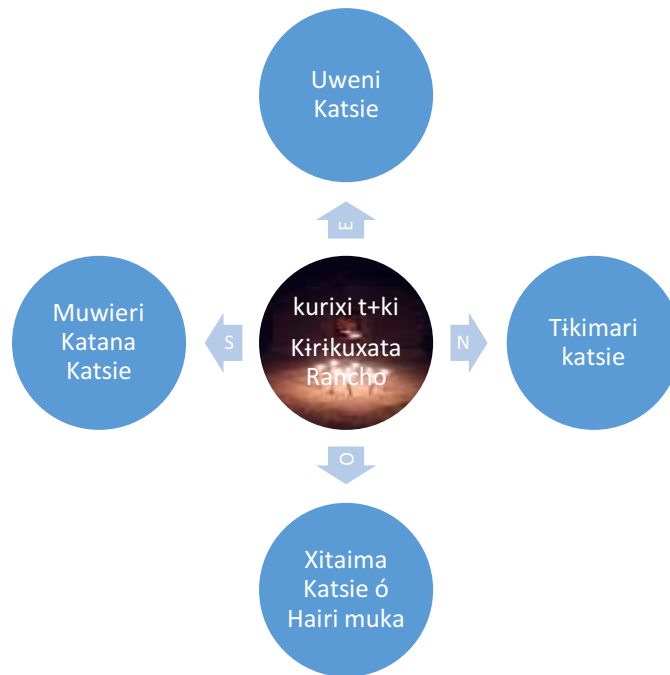 Uweni
Katsie
E
Muwieri
Katana
Katsie
S
kurixi t+ki
Kɨrɨkuxata
Rancho
N
Tɨkimari
katsie
O
Xitaima
Katsie ó
Hairi muka